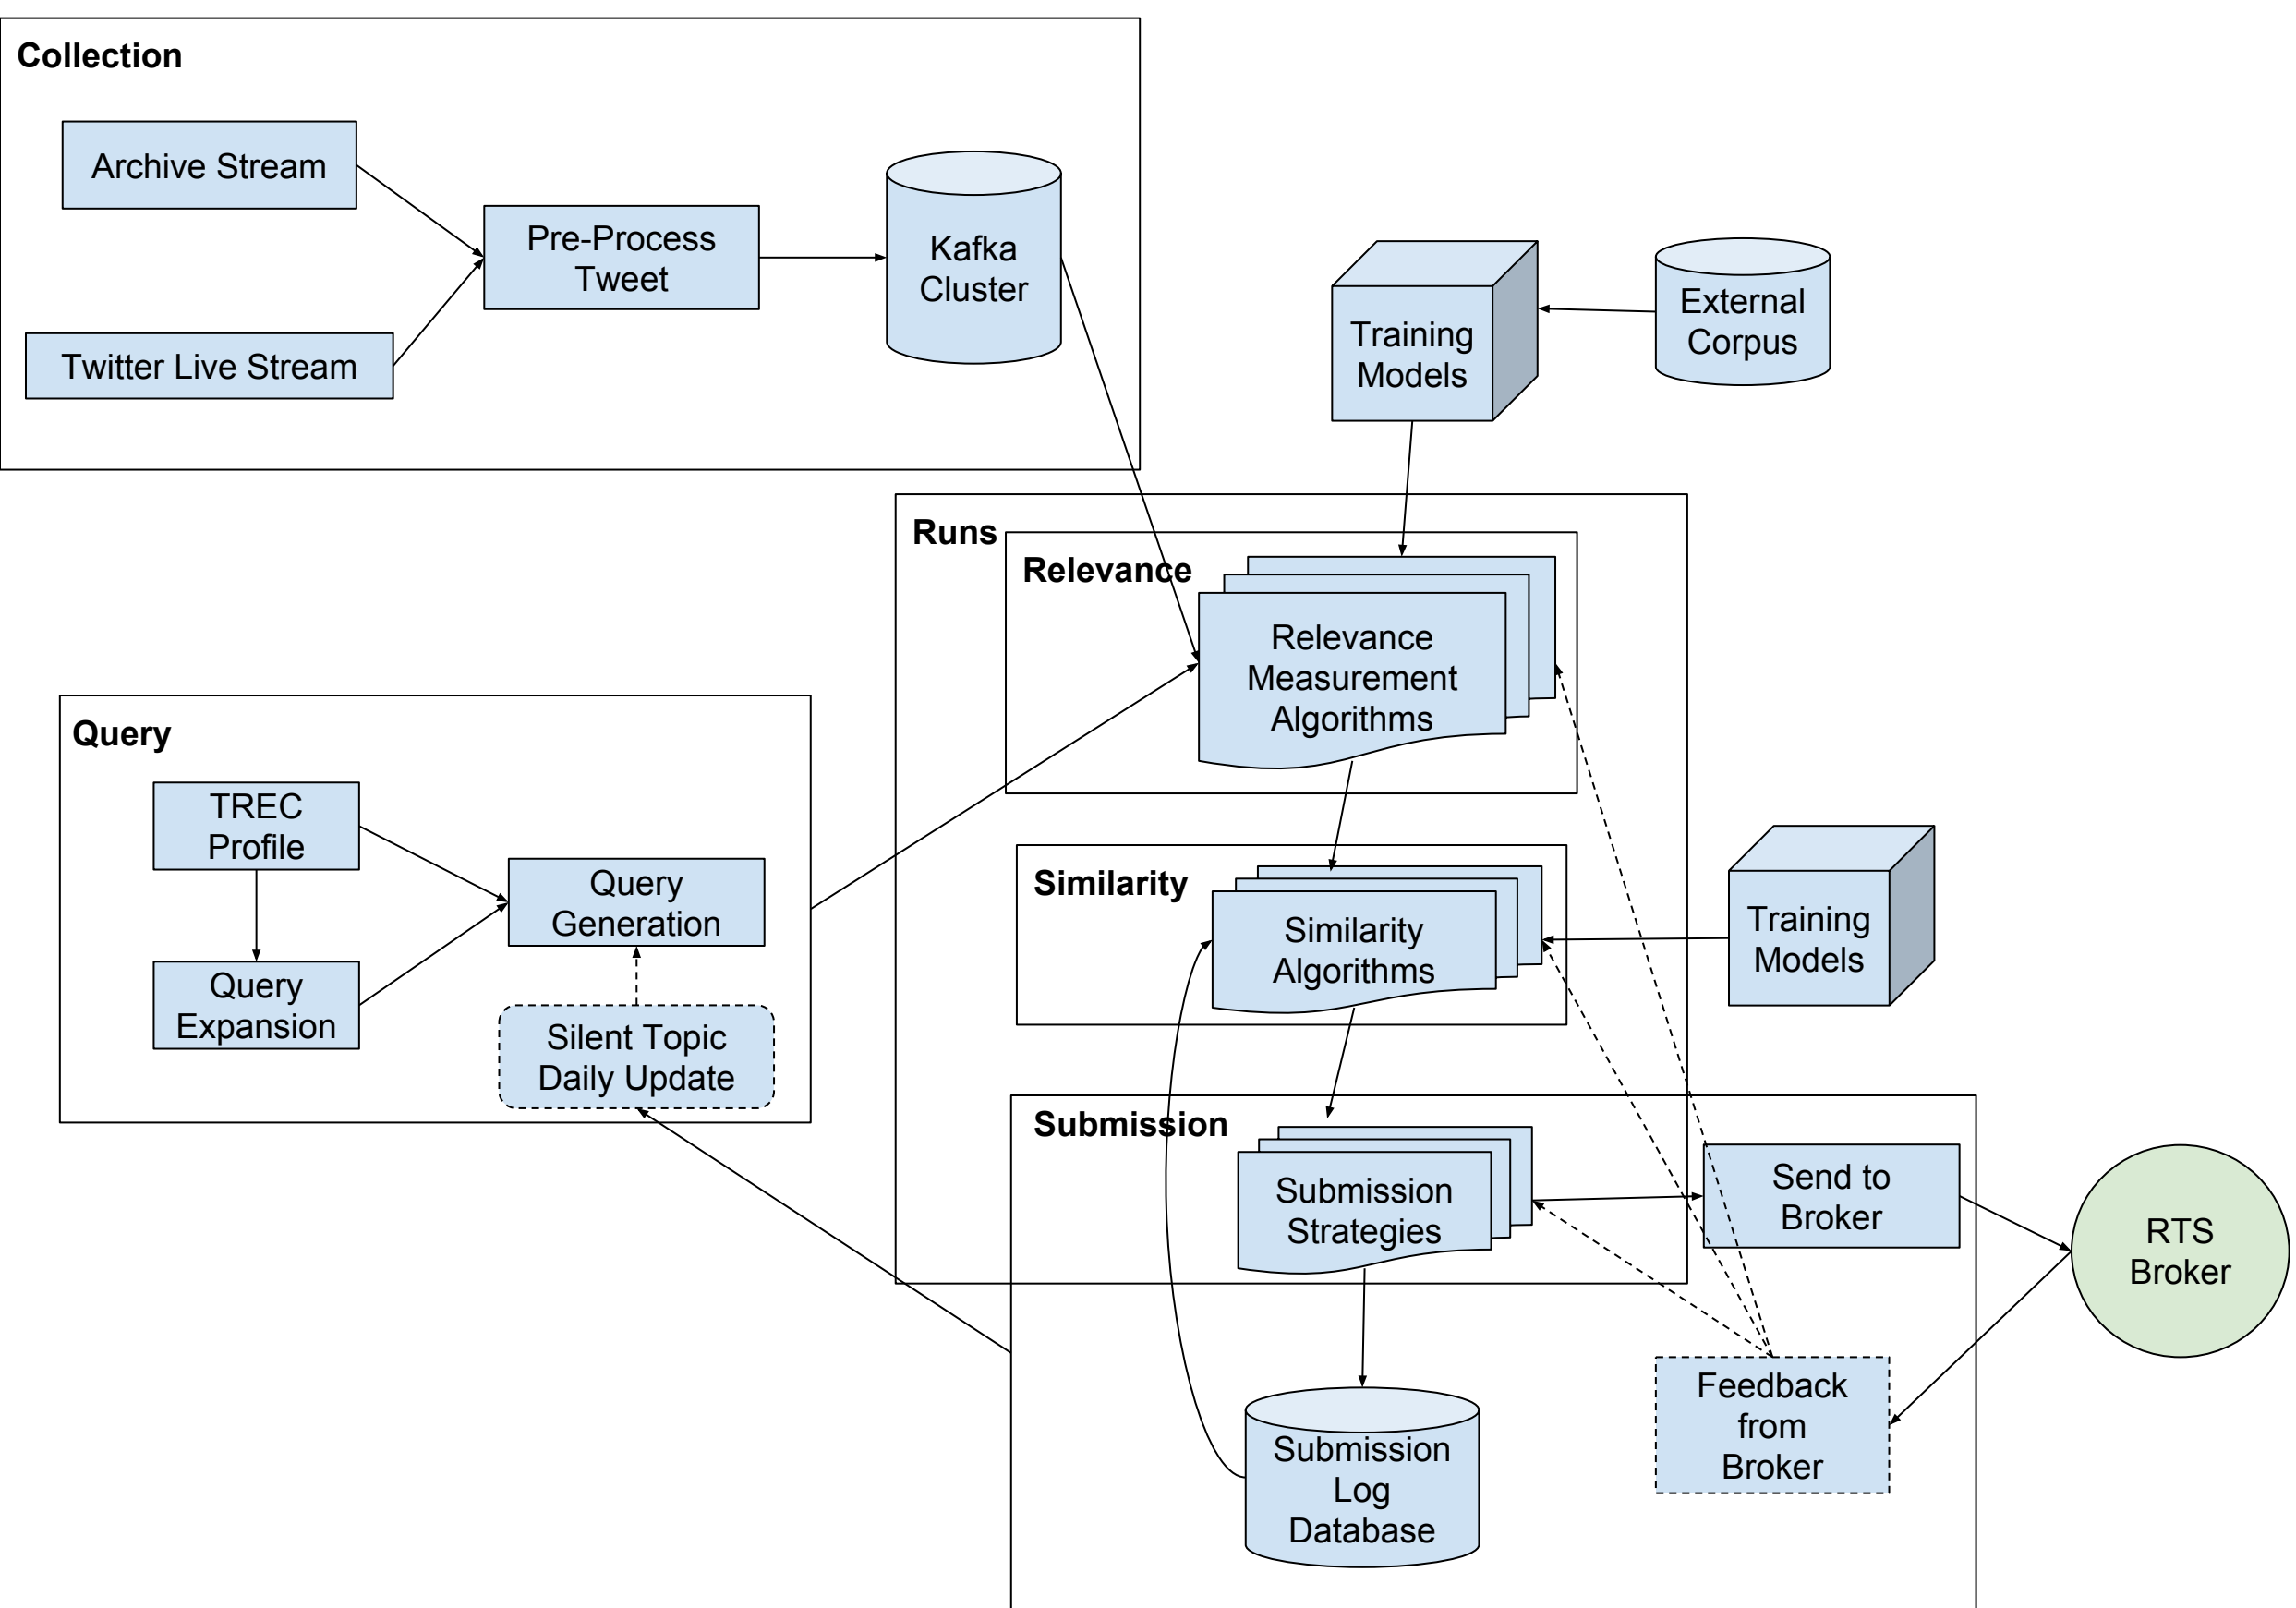 Collection
Archive Stream
Twitter Live Stream
Pre-Process
Tweet
Kafka
Cluster
Training
Models
External
Corpus
Runs
Relevance
Relevance
Measurement
Algorithms
Query
TREC
Profile
Query
Expansion
Query
Generation
Silent Topic
Daily Update
Similarity
Similarity
Algorithms
Training
Models
Submission
Submission
Strategies
Send to
Broker
RTS
Broker
Feedback
from
Broker
Submission
Log
Database